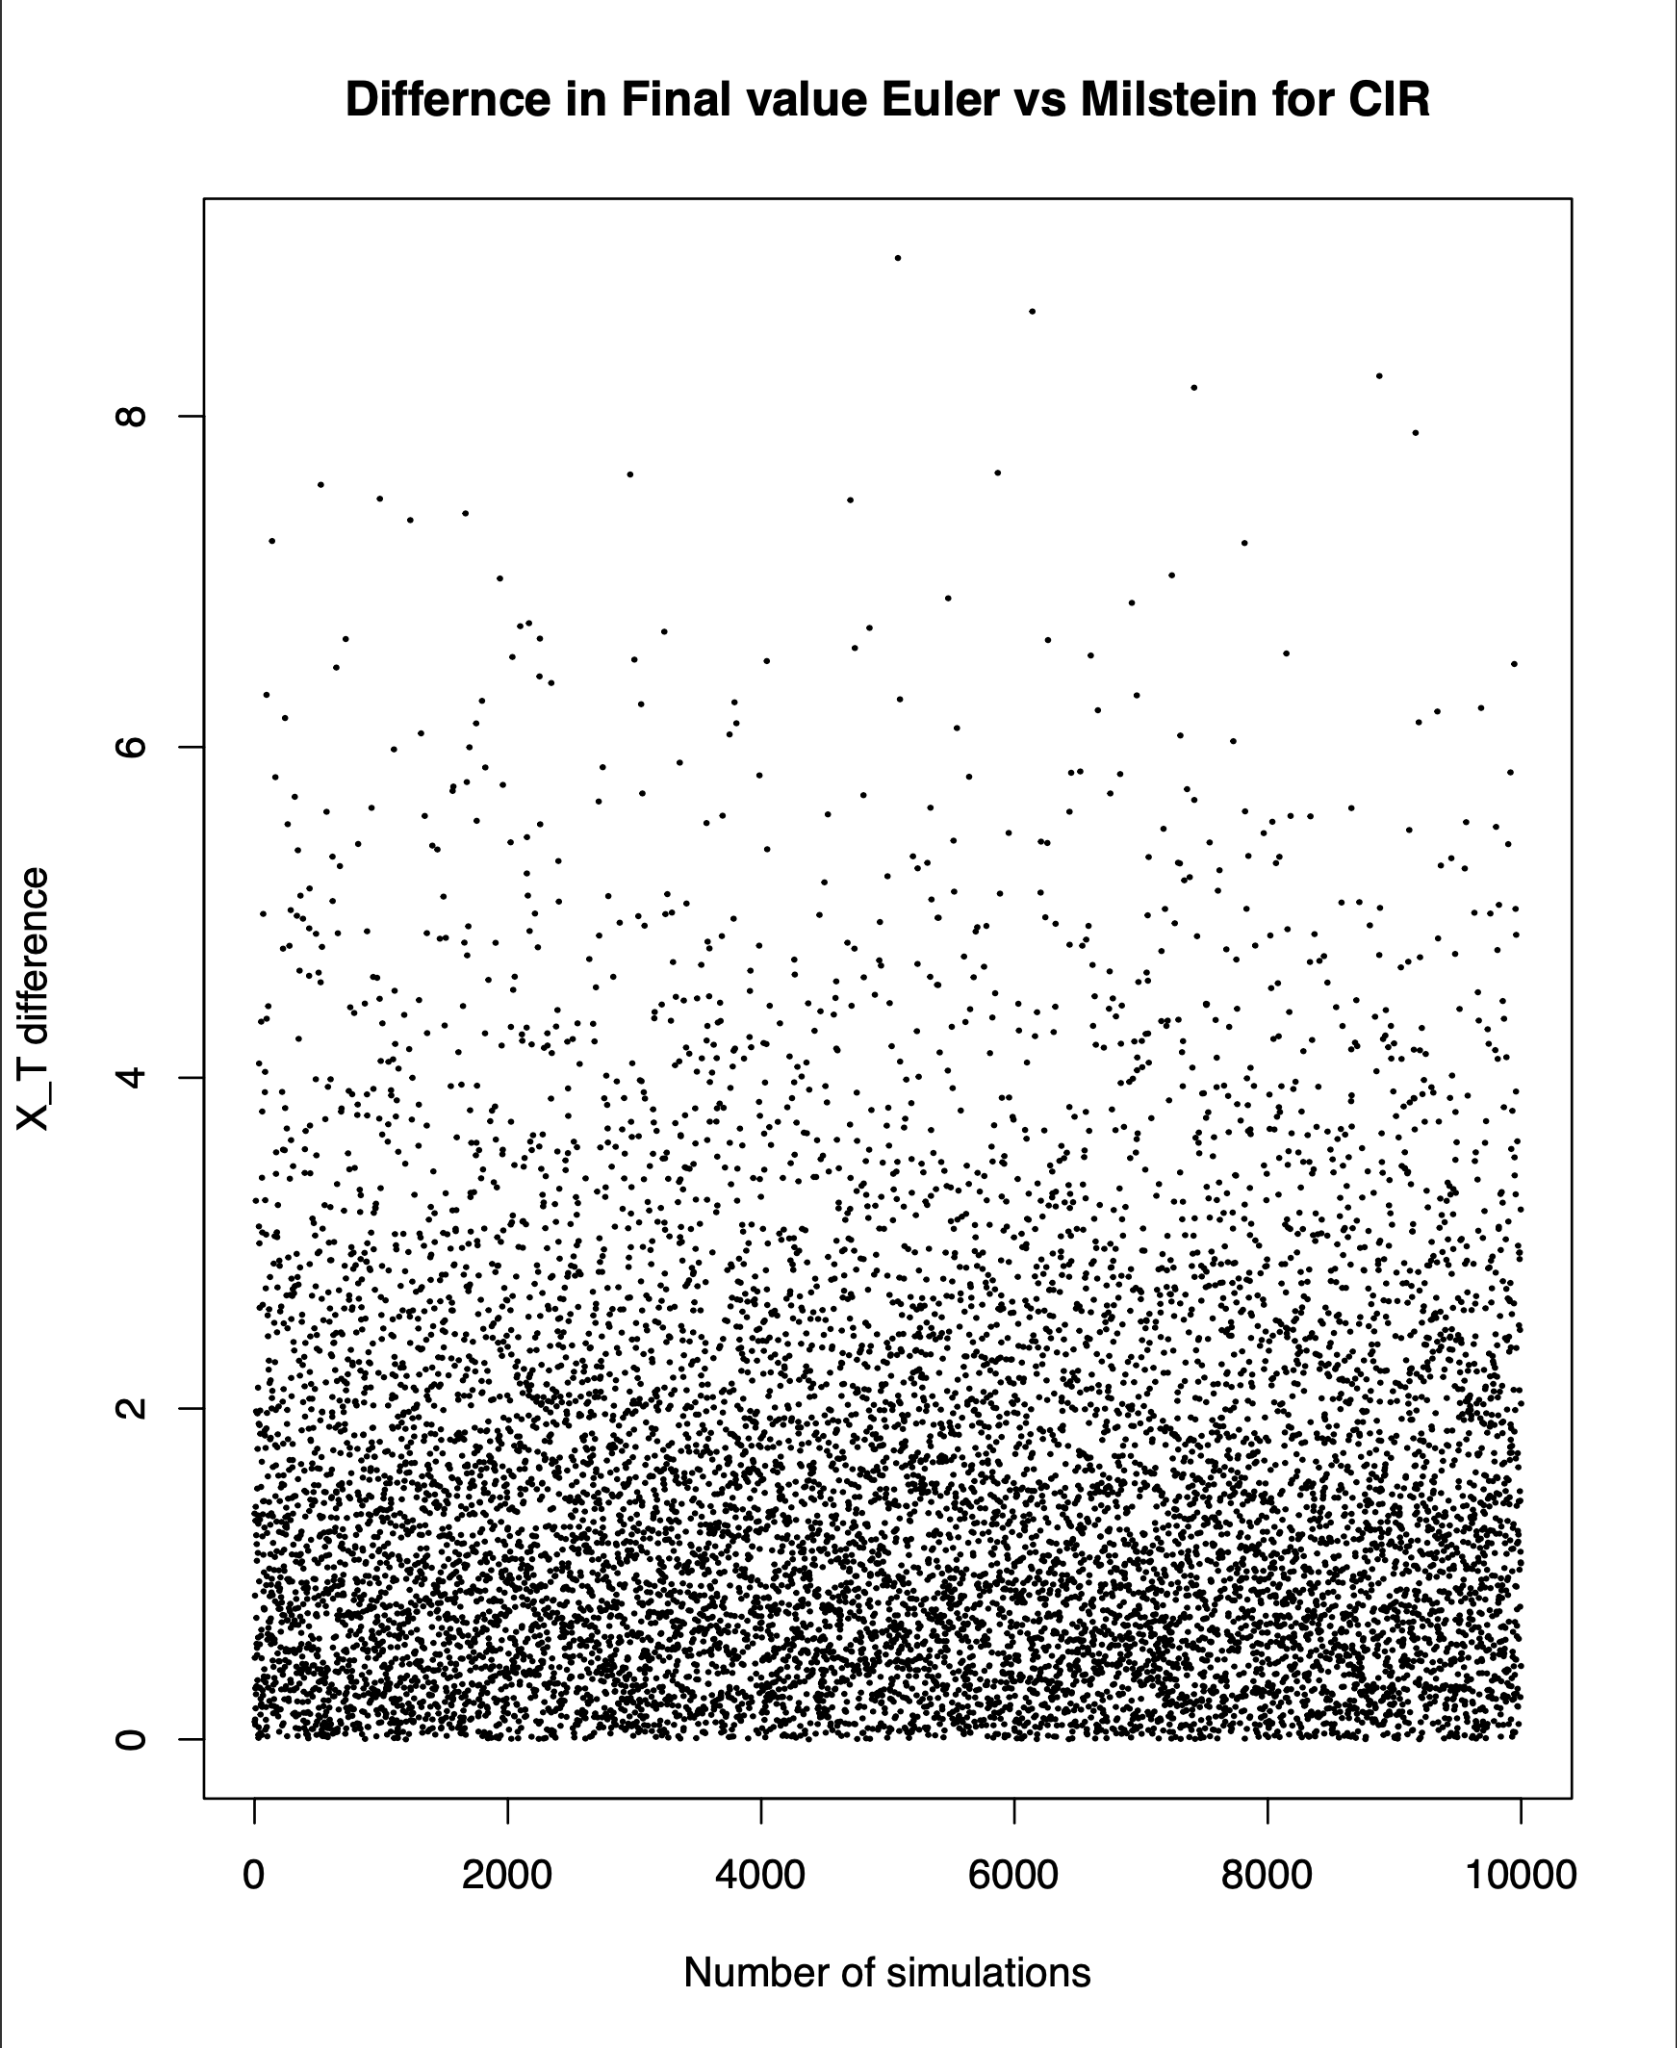 Differnce in Final value Euler vs Milstein for CIR
X_T difference
8
6
4
2
0
0 2000 4000 6000 8000 10000
Number of simulations